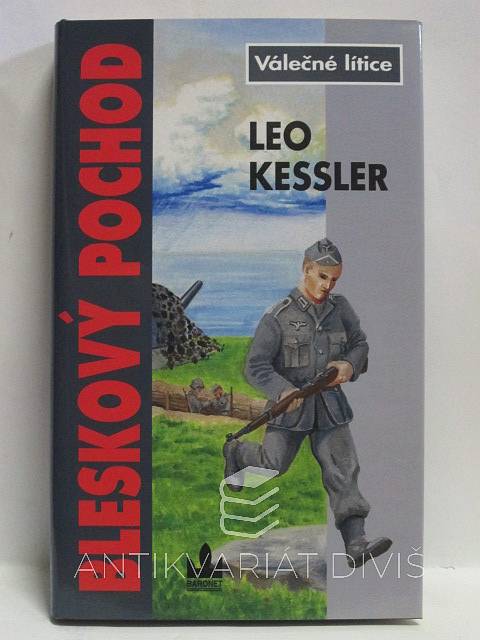 BLESKOVÝ POCHOD
Válečné lítice
LEO
KESSLER
BARONET
ANTIKVARIÁT DIVIŠ